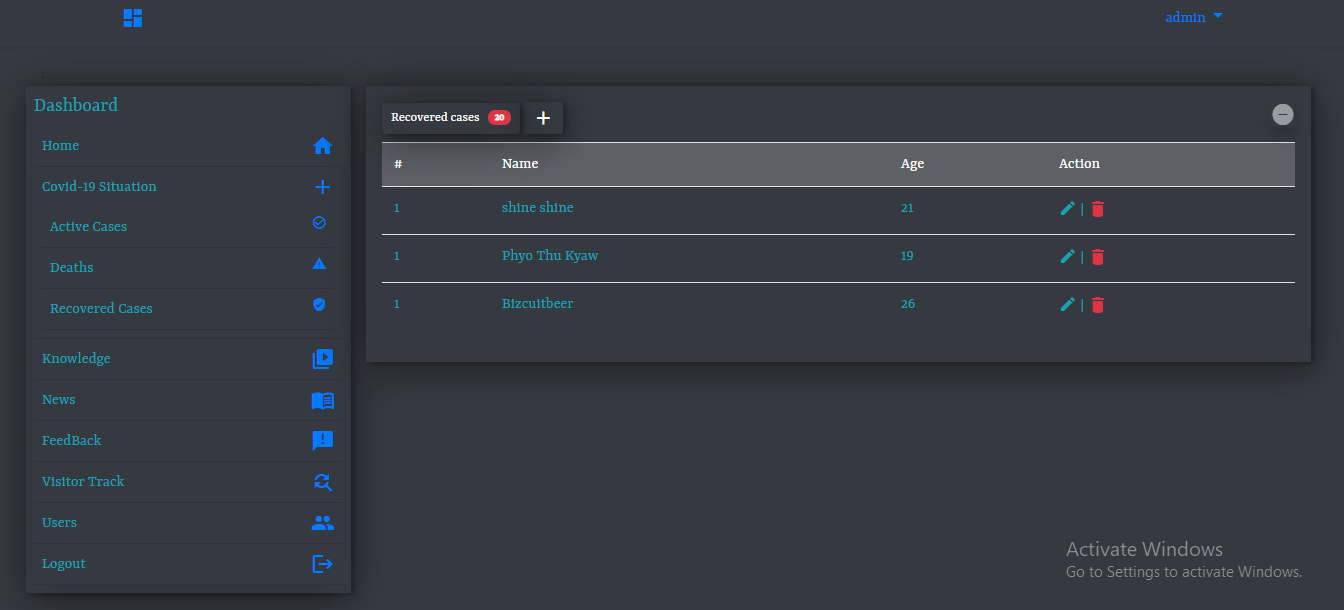 admin
;
Dashboard
Home
Covid-19 Situation
Active Cases
Deaths
Recovered Cases
Knowledge
News
FeedBack
Visitor Track
Users
Logout
Recovered cases 20 +
# Name Age Action
1 shine shine 21 |
1 Phyo Thu Kyaw 19 |
1 Bizcuitbeer 26 |
Activate Windows
Go to Settings to activate Windows.